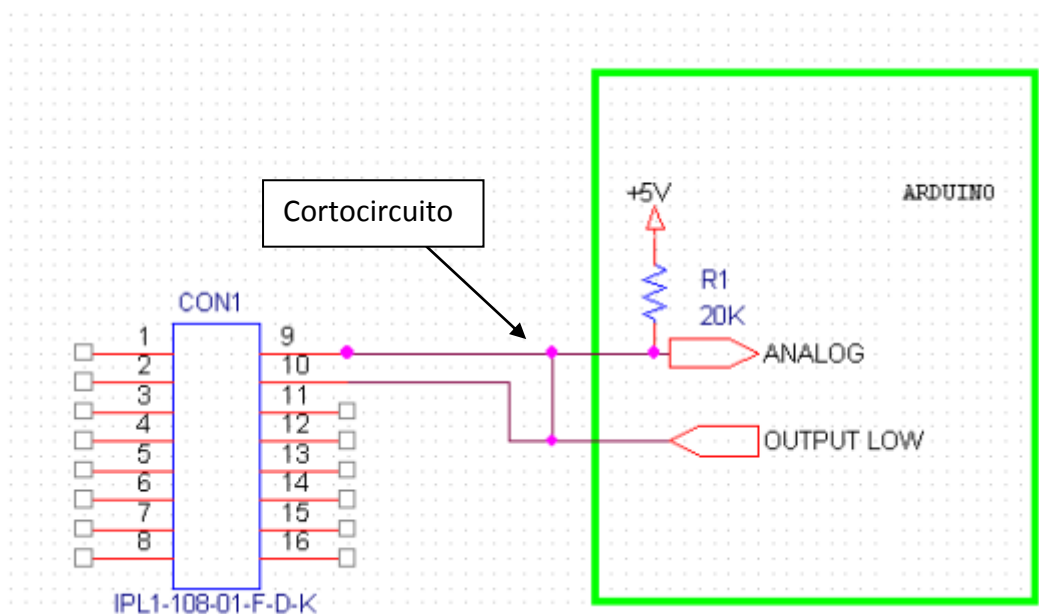 +5V
ARDUINO
Cortocircuito
R1
20K
CON1
1
9
2
10
3
11
4
12
5
13
6
14
7
15
8
16
ANALOG
OUTPUT LOW
IPL1-108-01-F-D-K